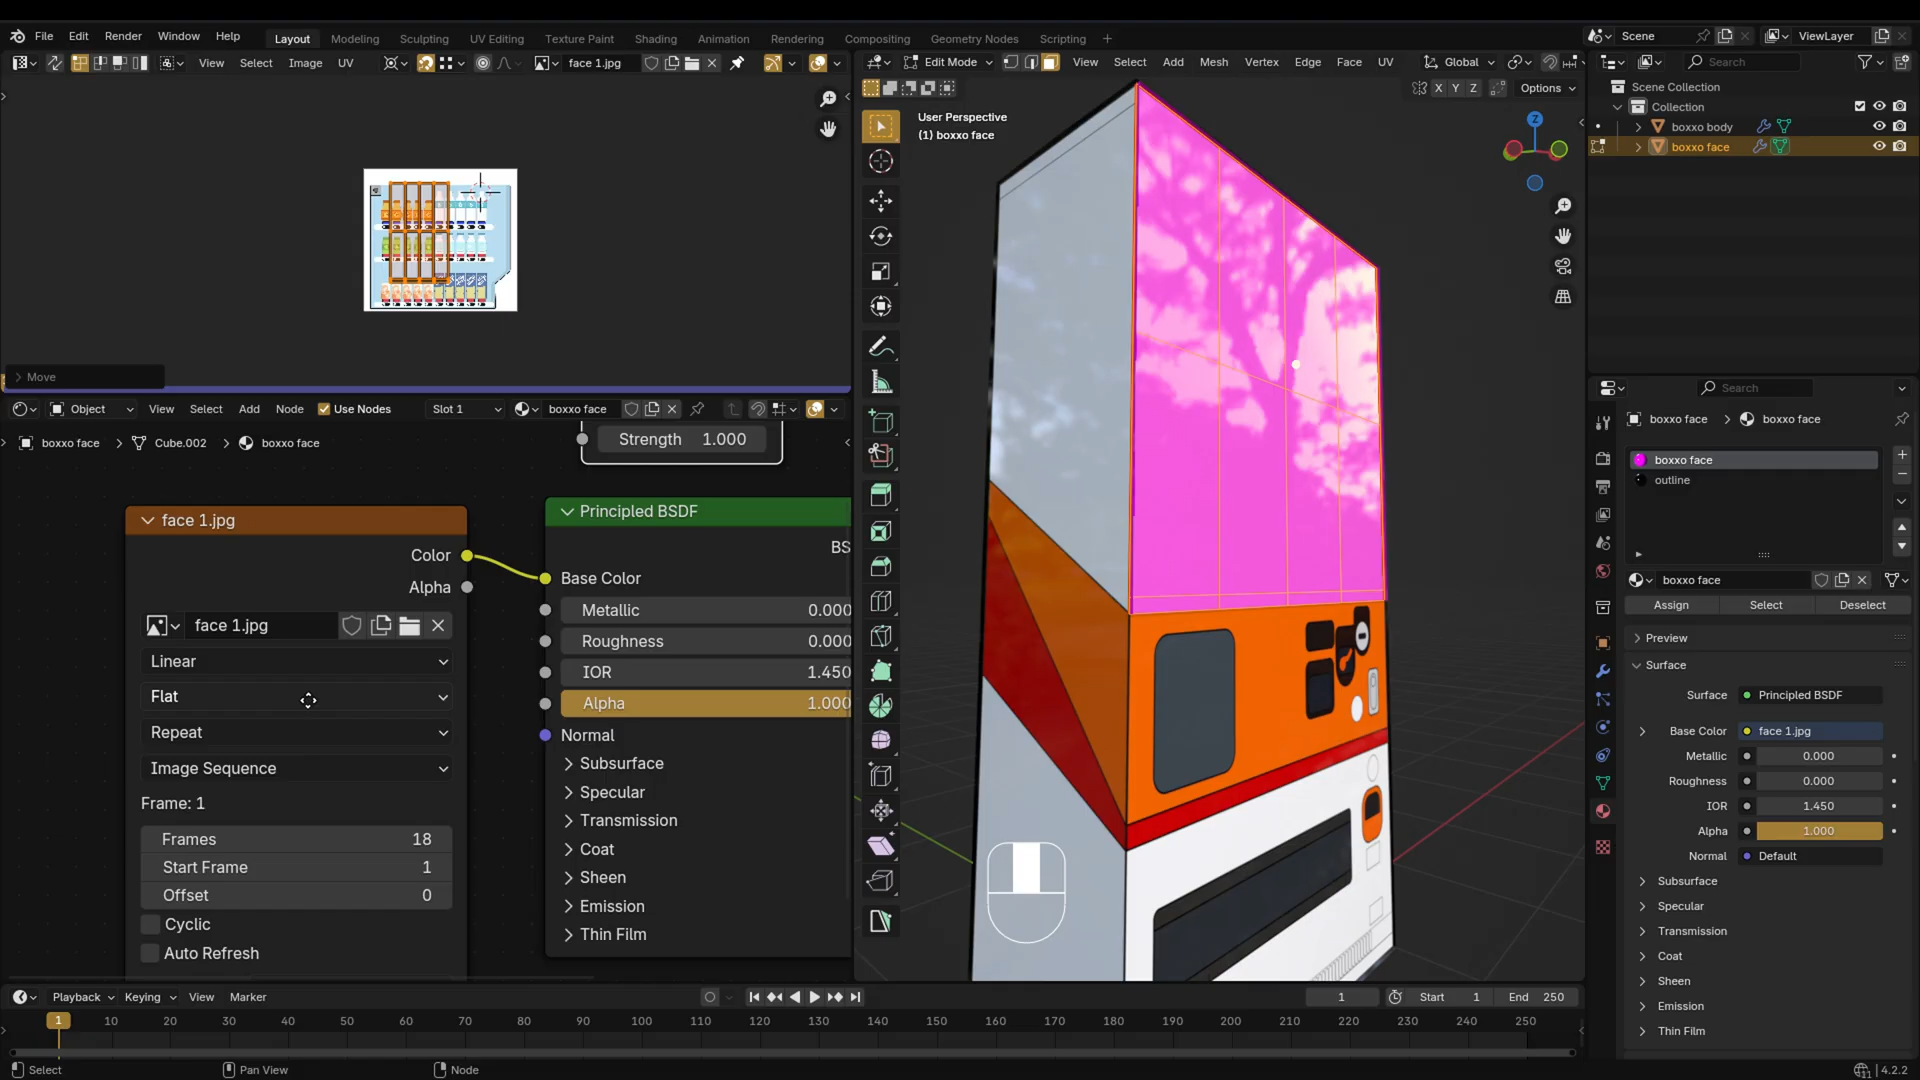 File Edit Render Window Help Layout Modeling Sculpting UV Editing Texture Paint Shading Animation Rendering Compositing Geometry Nodes Scripting + Scene ViewLayer
View Select Image UV face 1.jpg
Edit Mode View Select Add Mesh Vertex Edge Face UV Global
X Y Z Options
User Perspective
(1) boxxo face
Z
Move
Search
Scene Collection
Collection
boxxo body
boxxo face
Object View Select Add Node Use Nodes Slot 1 boxxo face
boxxo face > Cube.002 > boxxo face
Strength 1.000
face 1.jpg
Color
Alpha
face 1.jpg
Linear
Flat
Repeat
Image Sequence
Frame: 1
Frames 18
Start Frame 1
Offset 0
Cyclic
Auto Refresh
Principled BSDF
BS
Base Color
Metallic 0.000
Roughness 0.000
IOR 1.450
Alpha 1.000
Normal
Subsurface
Specular
Transmission
Coat
Sheen
Emission
Thin Film
Search
boxxo face > boxxo face
boxxo face
outline
boxxo face
Assign Select Deselect
Preview
Surface
Surface Principled BSDF
Base Color face 1.jpg
Metallic 0.000
Roughness 0.000
IOR 1.450
Alpha 1.000
Normal Default
Subsurface
Specular
Transmission
Coat
Sheen
Emission
Thin Film
Playback Keying View Marker 1 Start 1 End 250
1 10 20 30 40 50 60 70 80 90 100 110 120 130 140 150 160 170 180 190 200 210 220 230 240 250
Select Pan View Node 4.2.2